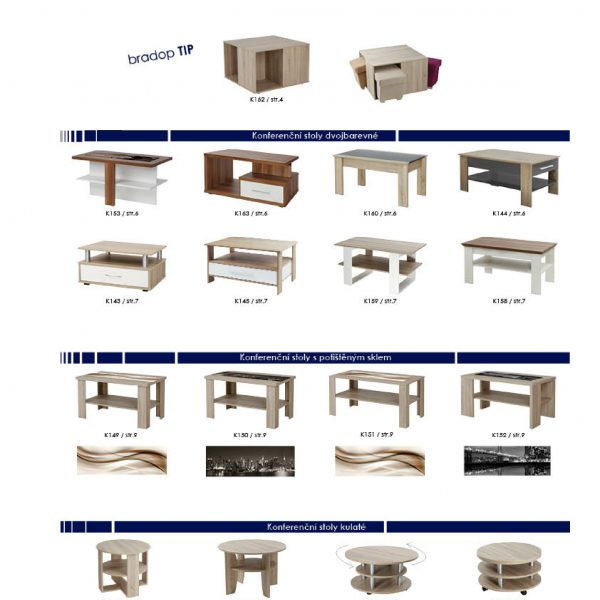 bradop TIP
K162 / str.4
Konferenční stoly dvojbarevné
K153 / str.6
K163 / str.6
K160 / str.6
K144 / str.6
K143 / str.7
K145 / str.7
K159 / str.7
K158 / str.7
Konferenční stoly s potištěným sklem
K149 / str.9
K150 / str.9
K151 / str.9
K152 / str.9
Konferenční stoly kulaté